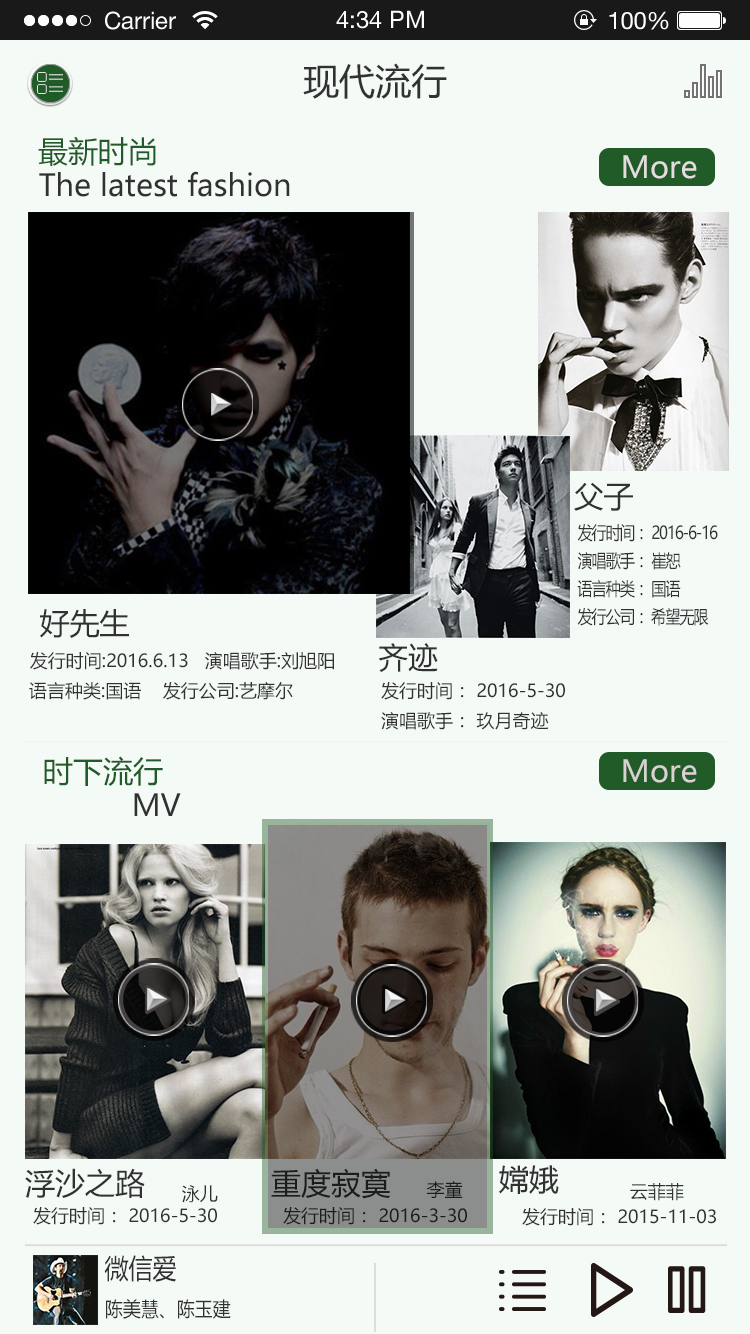 Carrier 4:34 PM 100%
现代流行
最新时尚
The latest fashion
More
好先生
发行时间:2016.6.13 演唱歌手:刘旭阳
语言种类:国语 发行公司:艺摩尔
父子
发行时间： 2016-6-16
演唱歌手： 崔恕
语言种类： 国语
发行公司： 希望无限
齐迹
发行时间： 2016-5-30
演唱歌手： 玖月奇迹
时下流行
MV
More
浮沙之路 泳儿
发行时间： 2016-5-30
重度寂寞 李童
发行时间： 2016-3-30
嫦娥 云菲菲
发行时间： 2015-11-03
微信爱
陈美慧、陈玉建